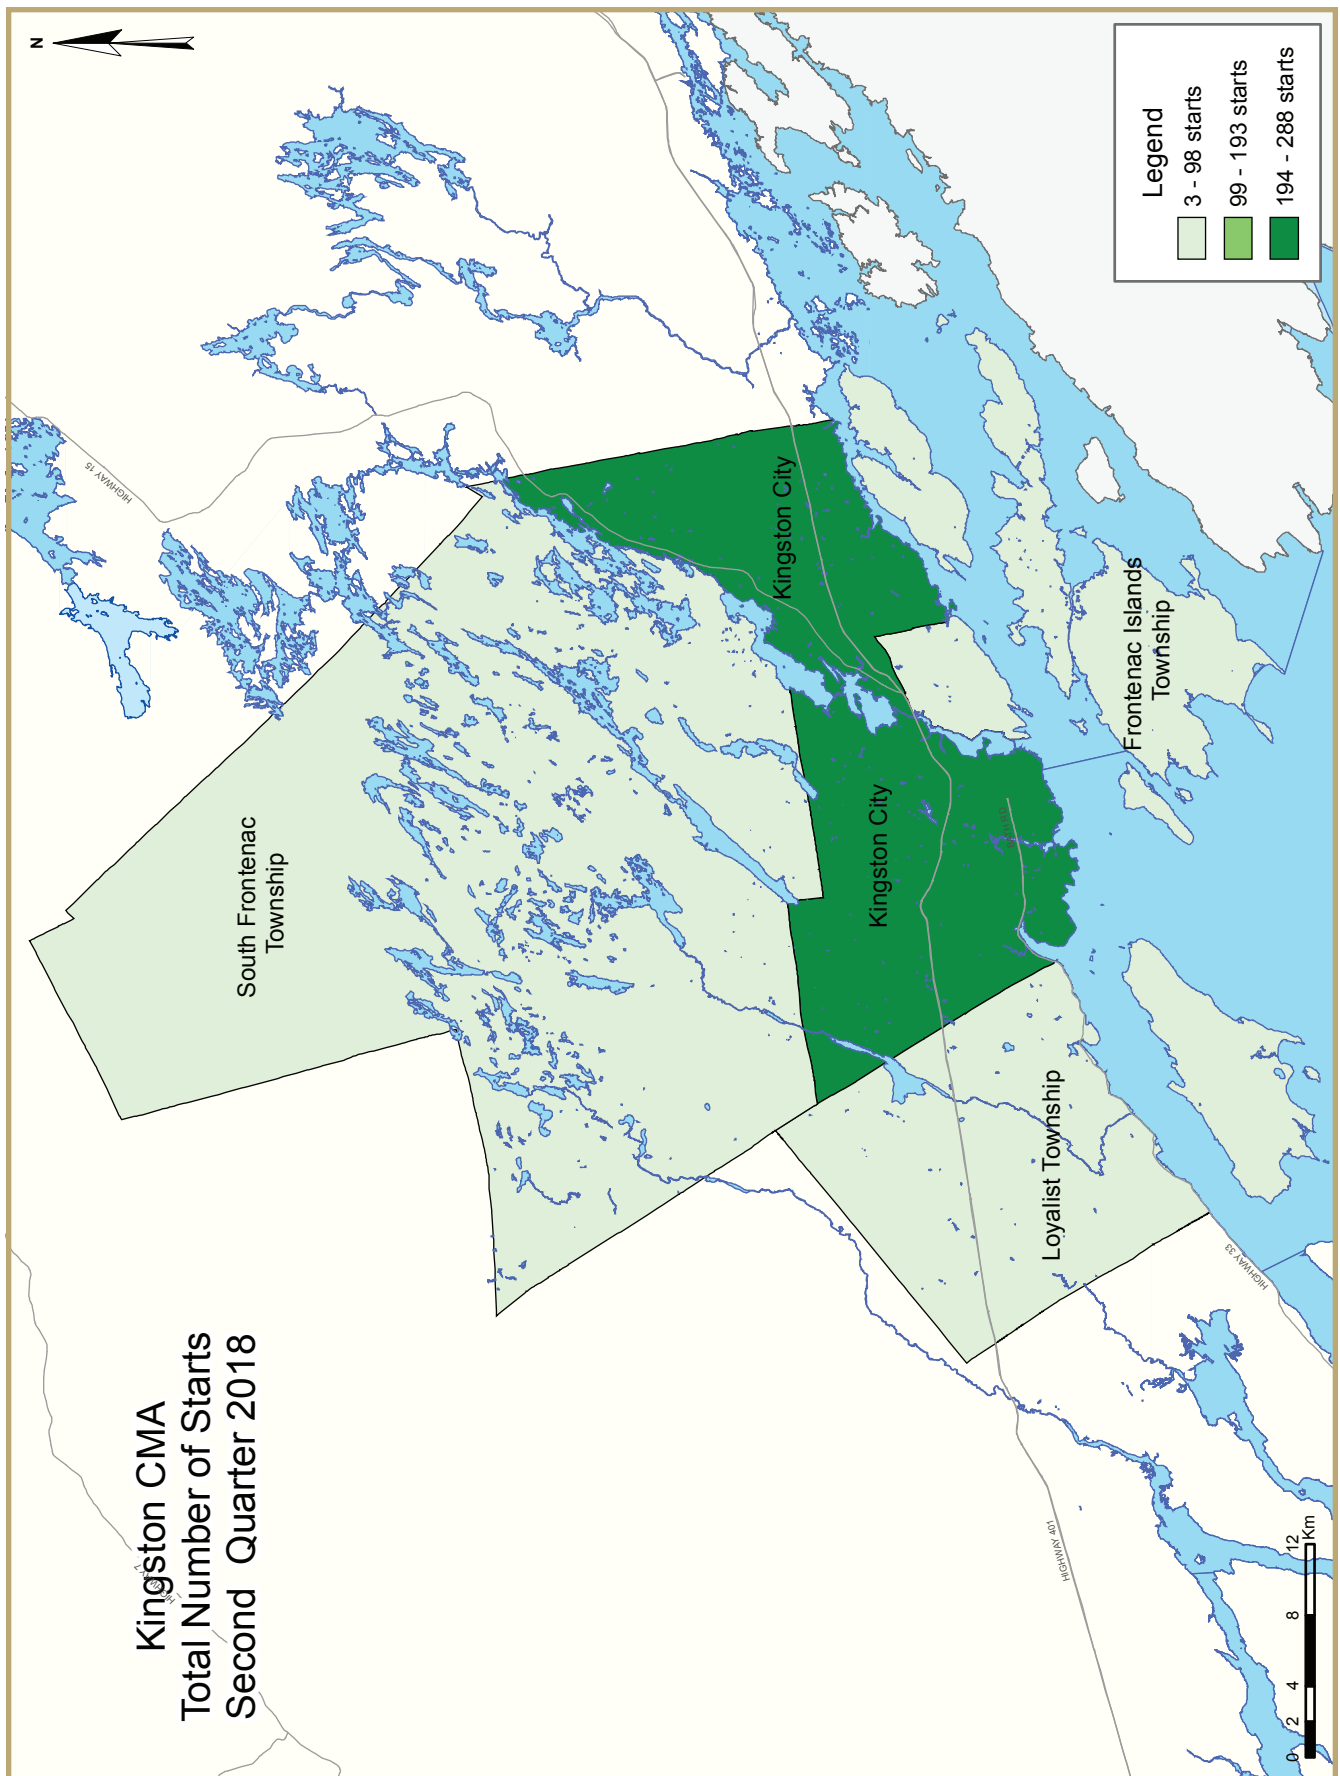 Kingston CMA
Total Number of Starts
Second Quarter 2018
N
HIGHWAY 7
HIGHWAY 15
South Frontenac
Township
Kingston City
Kingston City
Loyalist Township
Frontenac Islands
Township
HIGHWAY 401
HIGHWAY 33
Legend
3 - 98 starts
99 - 193 starts
194 - 288 starts
0 2 4 8 12
Km